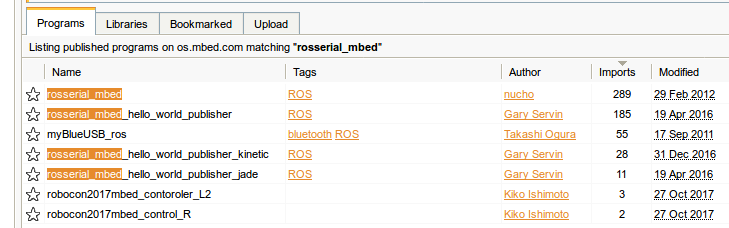 Programs Libraries Bookmarked Upload
Listing published programs on os.mbed.com matching "rosserial_mbed"
Name Tags Author Imports Modified
rosserial_mbed ROS nucho 289 29 Feb 2012
rosserial_mbed_hello_world_publisher ROS Gary Servin 185 19 Apr 2016
myBlueUSB_ros bluetooth ROS Takashi Ogura 55 17 Sep 2011
rosserial_mbed_hello_world_publisher_kinetic ROS Gary Servin 28 31 Dec 2016
rosserial_mbed_hello_world_publisher_jade ROS Gary Servin 11 19 Apr 2016
robocon2017mbed_contoroler_L2 Kiko Ishimoto 3 27 Oct 2017
robocon2017mbed_control_R Kiko Ishimoto 2 27 Oct 2017